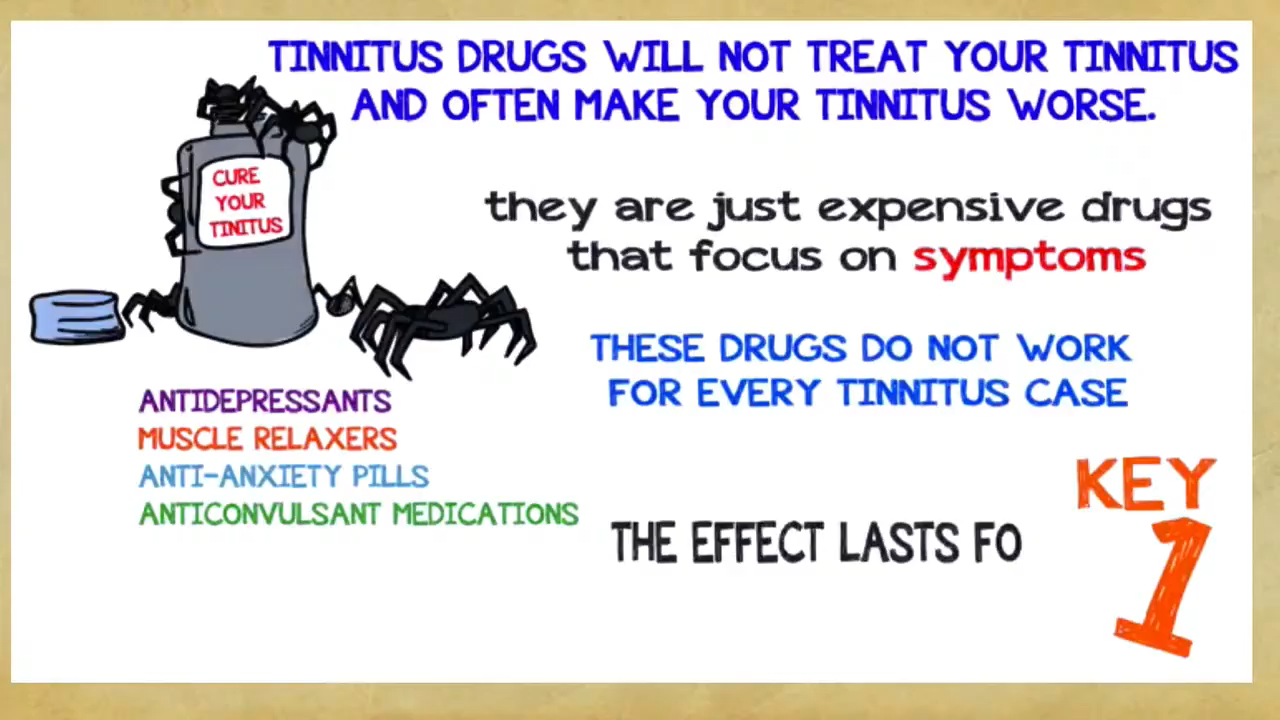 TINNITUS DRUGS WILL NOT TREAT YOUR TINNITUS
AND OFTEN MAKE YOUR TINNITUS WORSE.
CURE
YOUR
TINITUS
they are just expensive drugs
that focus on symptoms
THESE DRUGS DO NOT WORK
FOR EVERY TINNITUS CASE
ANTIDEPRESSANTS
MUSCLE RELAXERS
ANTI-ANXIETY PILLS
ANTICONVULSANT MEDICATIONS
THE EFFECT LASTS FO
KEY
1